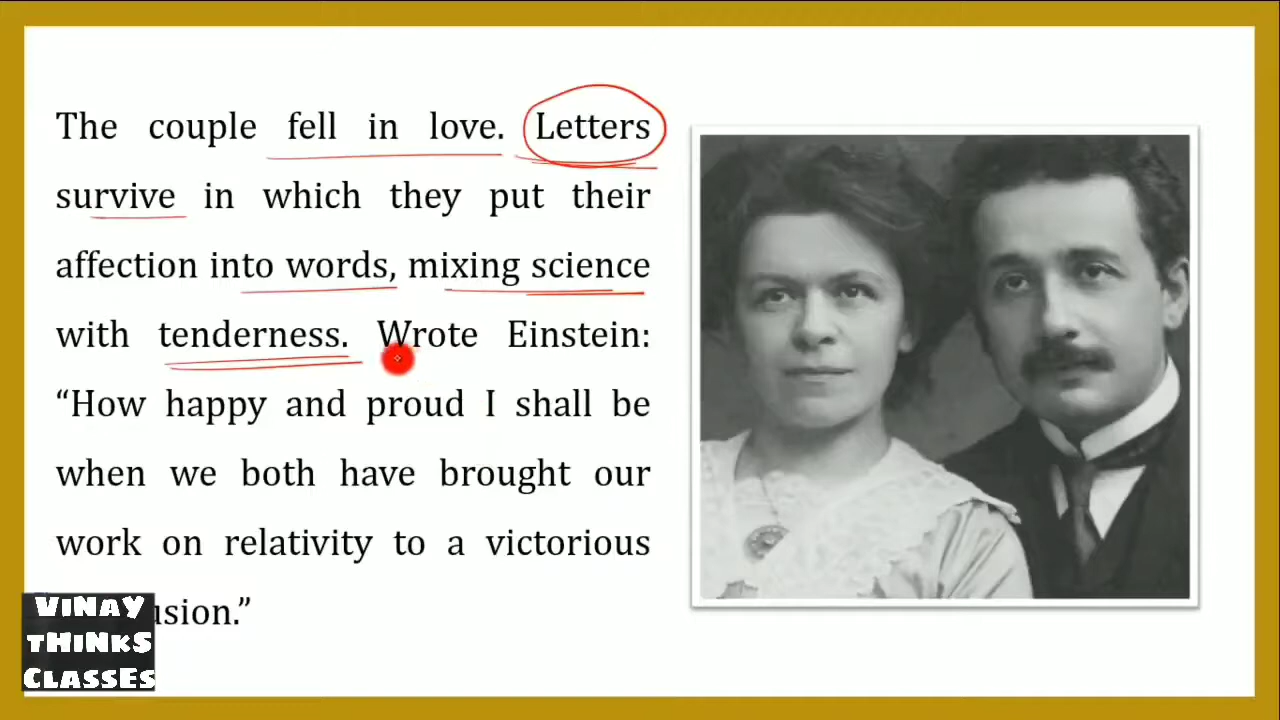 The couple fell in love. Letters
survive in which they put their
affection into words, mixing science
with tenderness. Wrote Einstein:
“How happy and proud I shall be
when we both have brought our
work on relativity to a victorious
usion.”
ViNAY
THiNKS
CLASSES